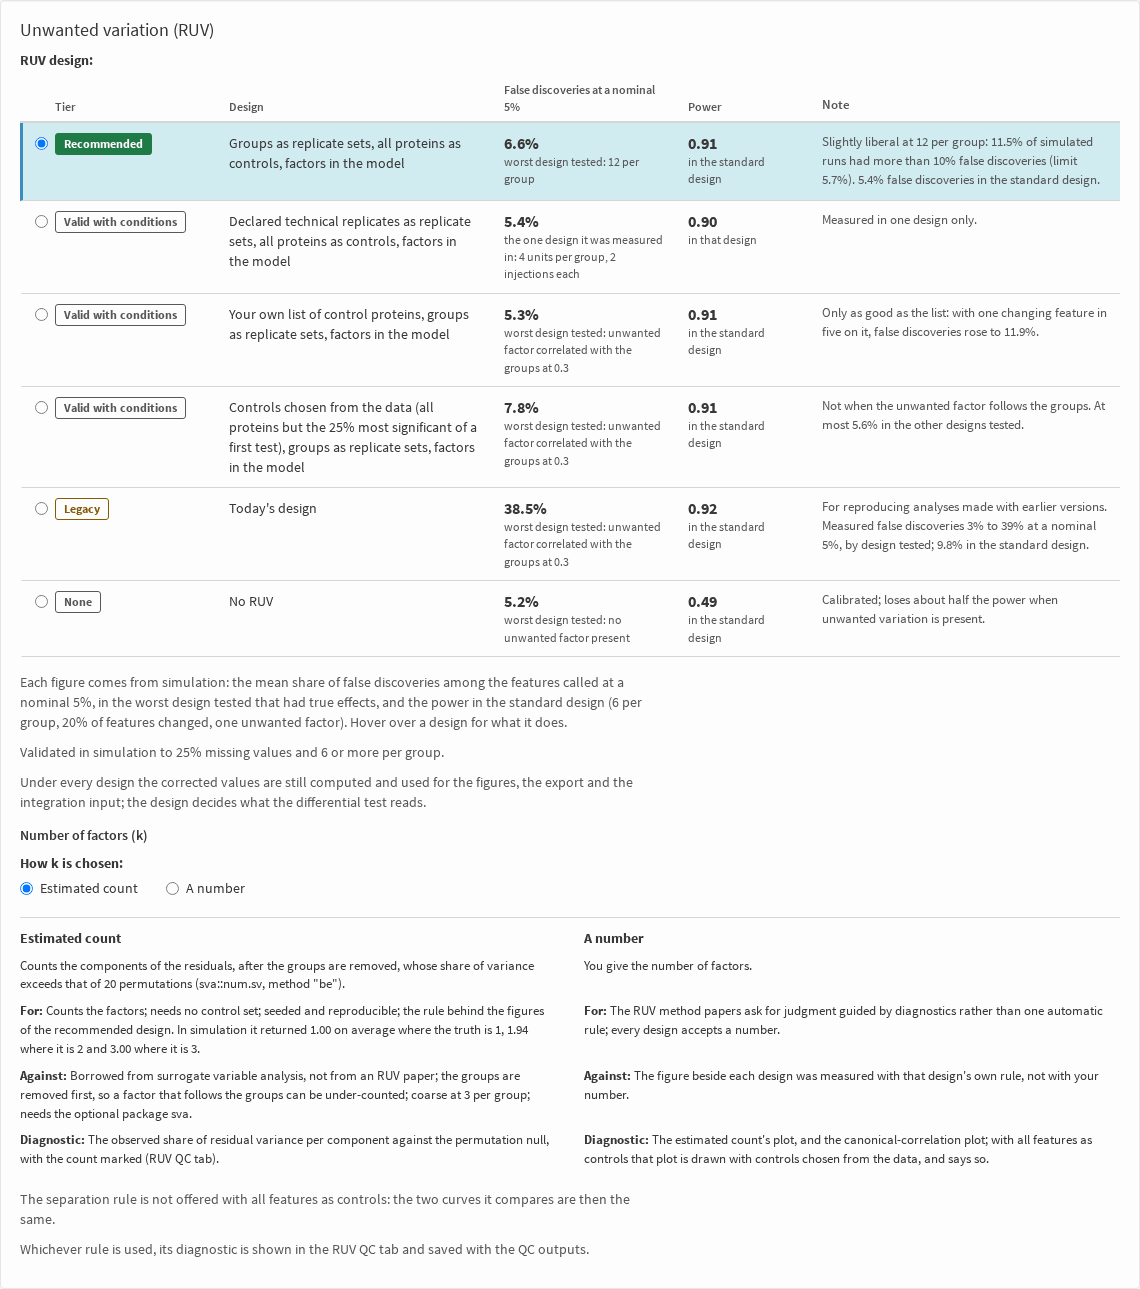 Unwanted variation (RUV)
RUV design:
Tier
Design
False discoveries at a nominal
5%
Power
Note
Recommended
Groups as replicate sets, all proteins as
controls, factors in the model
6.6%
worst design tested: 12 per
group
0.91
in the standard
design
Slightly liberal at 12 per group: 11.5% of simulated
runs had more than 10% false discoveries (limit
5.7%). 5.4% false discoveries in the standard design.
Valid with conditions
Declared technical replicates as replicate
sets, all proteins as controls, factors in
the model
5.4%
the one design it was measured
in: 4 units per group, 2
injections each
0.90
in that design
Measured in one design only.
Valid with conditions
Your own list of control proteins, groups
as replicate sets, factors in the model
5.3%
worst design tested: unwanted
factor correlated with the
groups at 0.3
0.91
in the standard
design
Only as good as the list: with one changing feature in
five on it, false discoveries rose to 11.9%.
Valid with conditions
Controls chosen from the data (all
proteins but the 25% most significant of a
first test), groups as replicate sets, factors
in the model
7.8%
worst design tested: unwanted
factor correlated with the
groups at 0.3
0.91
in the standard
design
Not when the unwanted factor follows the groups. At
most 5.6% in the other designs tested.
Legacy
Today's design
38.5%
worst design tested: unwanted
factor correlated with the
groups at 0.3
0.92
in the standard
design
For reproducing analyses made with earlier versions.
Measured false discoveries 3% to 39% at a nominal
5%, by design tested; 9.8% in the standard design.
None
No RUV
5.2%
worst design tested: no
unwanted factor present
0.49
in the standard
design
Calibrated; loses about half the power when
unwanted variation is present.
Each figure comes from simulation: the mean share of false discoveries among the features called at a
nominal 5%, in the worst design tested that had true effects, and the power in the standard design (6 per
group, 20% of features changed, one unwanted factor). Hover over a design for what it does.
Validated in simulation to 25% missing values and 6 or more per group.
Under every design the corrected values are still computed and used for the figures, the export and the
integration input; the design decides what the differential test reads.
Number of factors (k)
How k is chosen:
Estimated count
A number
Estimated count
Counts the components of the residuals, after the groups are removed, whose share of variance
exceeds that of 20 permutations (sva::num.sv, method "be").
For: Counts the factors; needs no control set; seeded and reproducible; the rule behind the figures
of the recommended design. In simulation it returned 1.00 on average where the truth is 1, 1.94
where it is 2 and 3.00 where it is 3.
Against: Borrowed from surrogate variable analysis, not from an RUV paper; the groups are
removed first, so a factor that follows the groups can be under-counted; coarse at 3 per group;
needs the optional package sva.
Diagnostic: The observed share of residual variance per component against the permutation null,
with the count marked (RUV QC tab).
A number
You give the number of factors.
For: The RUV method papers ask for judgment guided by diagnostics rather than one automatic
rule; every design accepts a number.
Against: The figure beside each design was measured with that design's own rule, not with your
number.
Diagnostic: The estimated count's plot, and the canonical-correlation plot; with all features as
controls that plot is drawn with controls chosen from the data, and says so.
The separation rule is not offered with all features as controls: the two curves it compares are then the
same.
Whichever rule is used, its diagnostic is shown in the RUV QC tab and saved with the QC outputs.